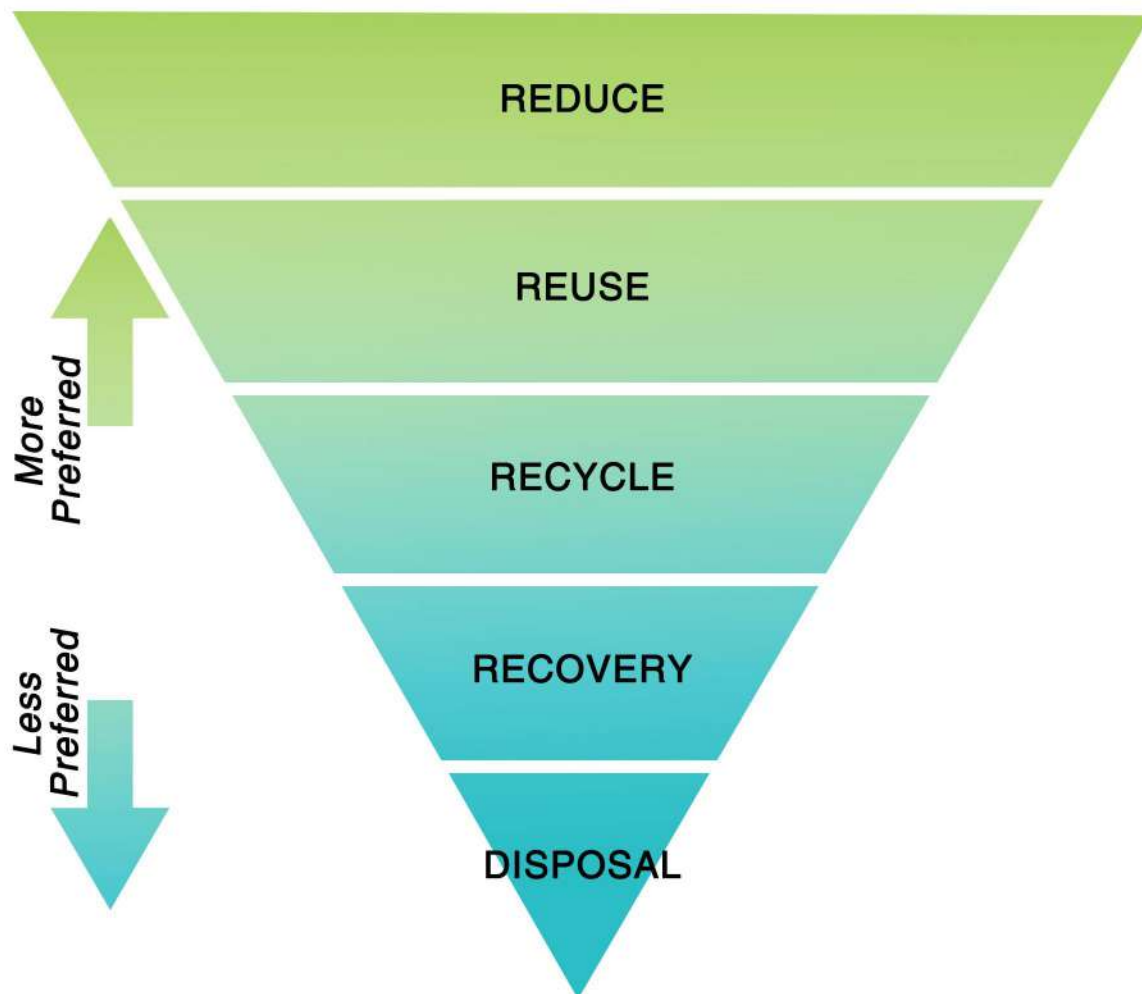 REDUCE
REUSE
RECYCLE
RECOVERY
DISPOSAL
More
Preferred
Less
Preferred